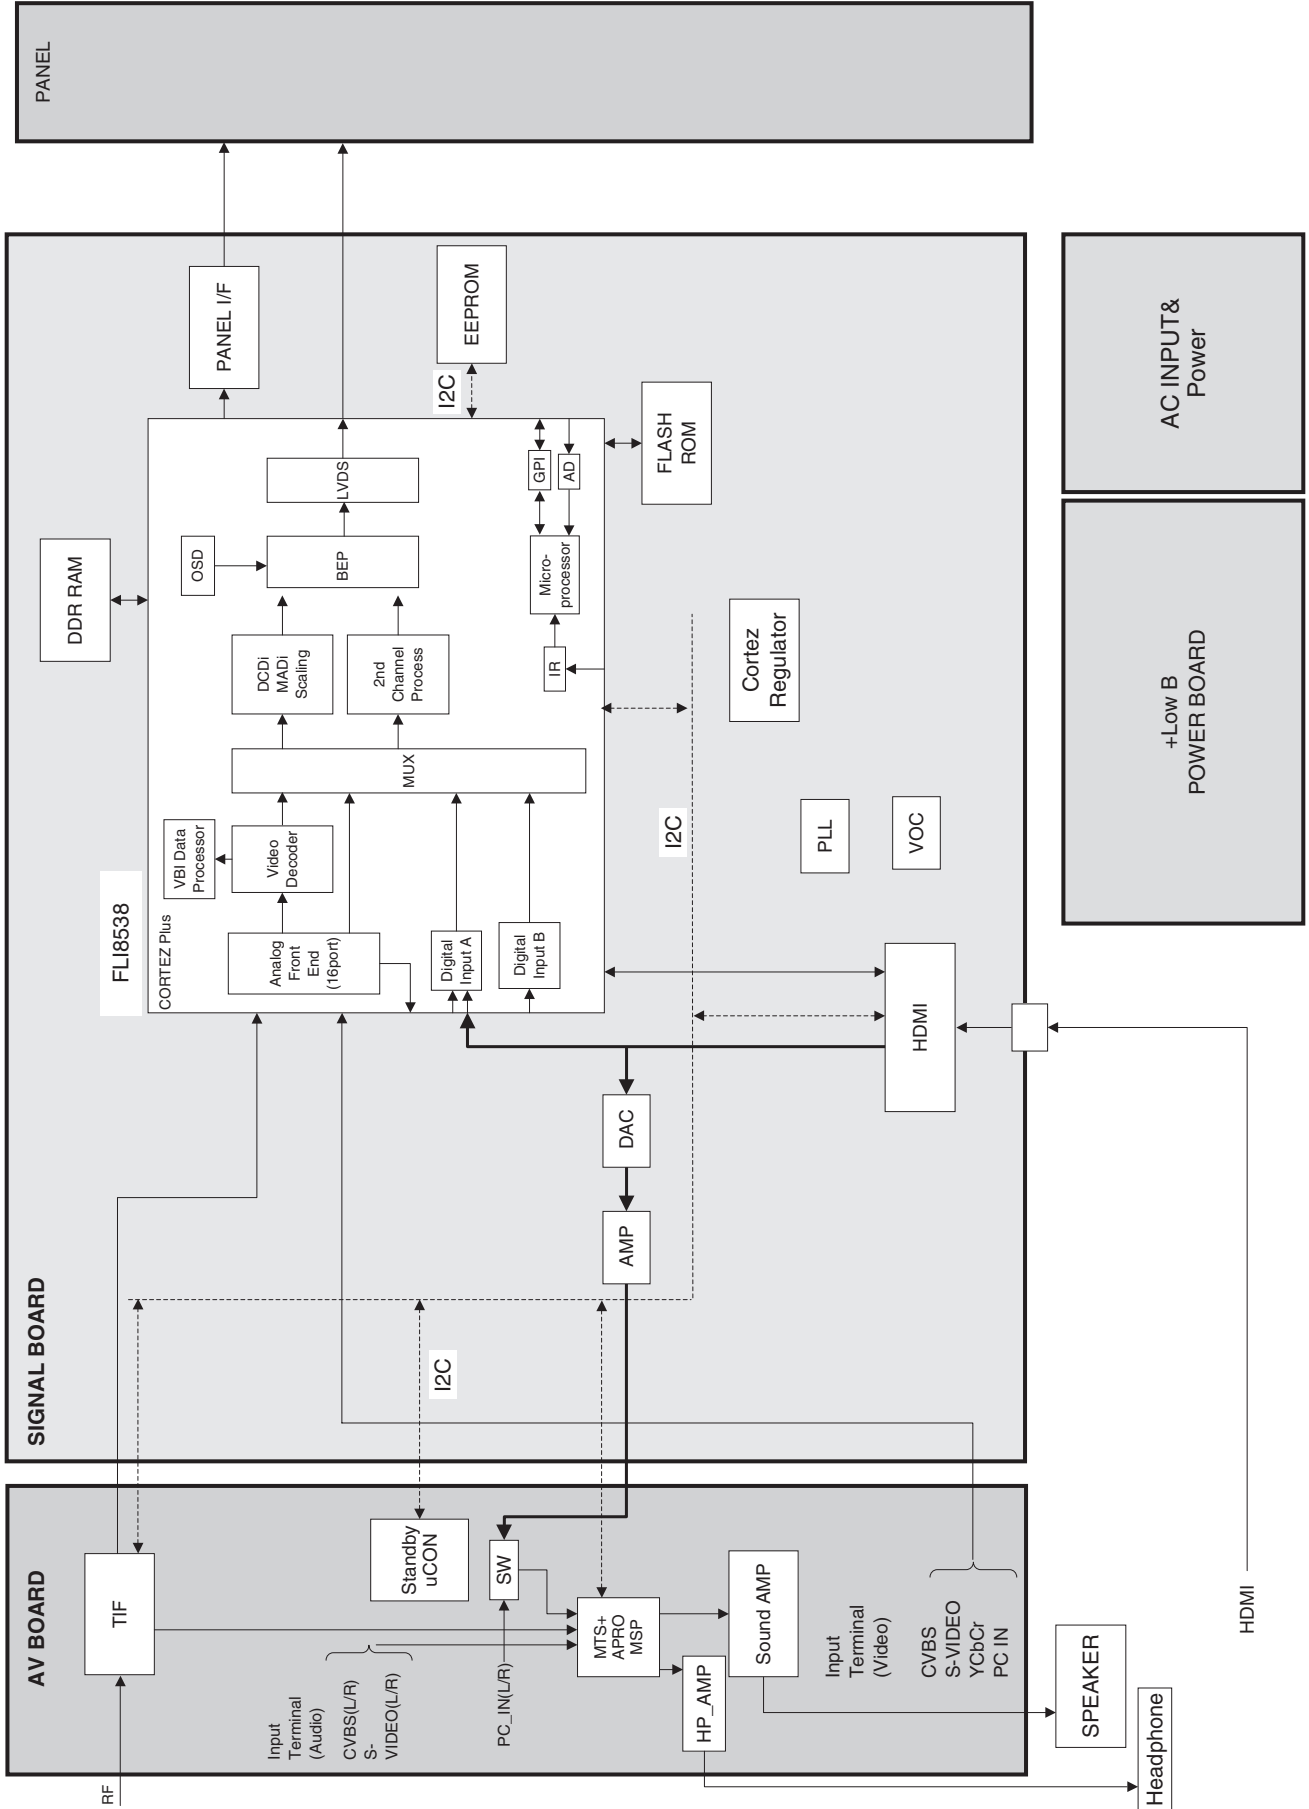 PANEL
SIGNAL BOARD
FLI8538
CORTEZ Plus
DDR RAM
PANEL I/F
EEPROM
I2C
FLASH
ROM
LVDS
GPI
AD
OSD
BEP
Micro-
processor
IR
DCDi
MADi
Scaling
2nd
Channel
Process
MUX
VBI Data
Processor
Video
Decoder
Analog
Front
End
(16port)
Digital
Input A
Digital
Input B
Cortez
Regulator
I2C
PLL
VOC
HDMI
DAC
AMP
I2C
AC INPUT&
Power
+Low B
POWER BOARD
AV BOARD
TIF
RF
Standby
uCON
SW
MTS+
APRO
MSP
Sound AMP
HP_AMP
Input
Terminal
(Audio)
CVBS(L/R)
S-
VIDEO(L/R)
PC_IN(L/R)
Input
Terminal
(Video)
CVBS
S-VIDEO
YCbCr
PC IN
SPEAKER
Headphone
HDMI